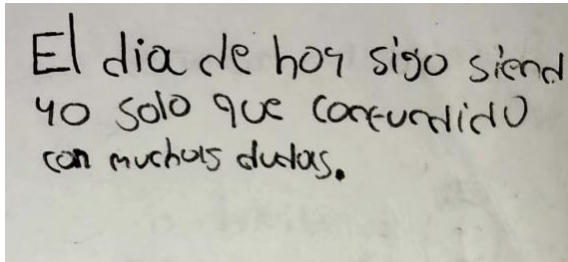 El dia de hoy sigo siend
yo solo que confundido
con muchas dudas.